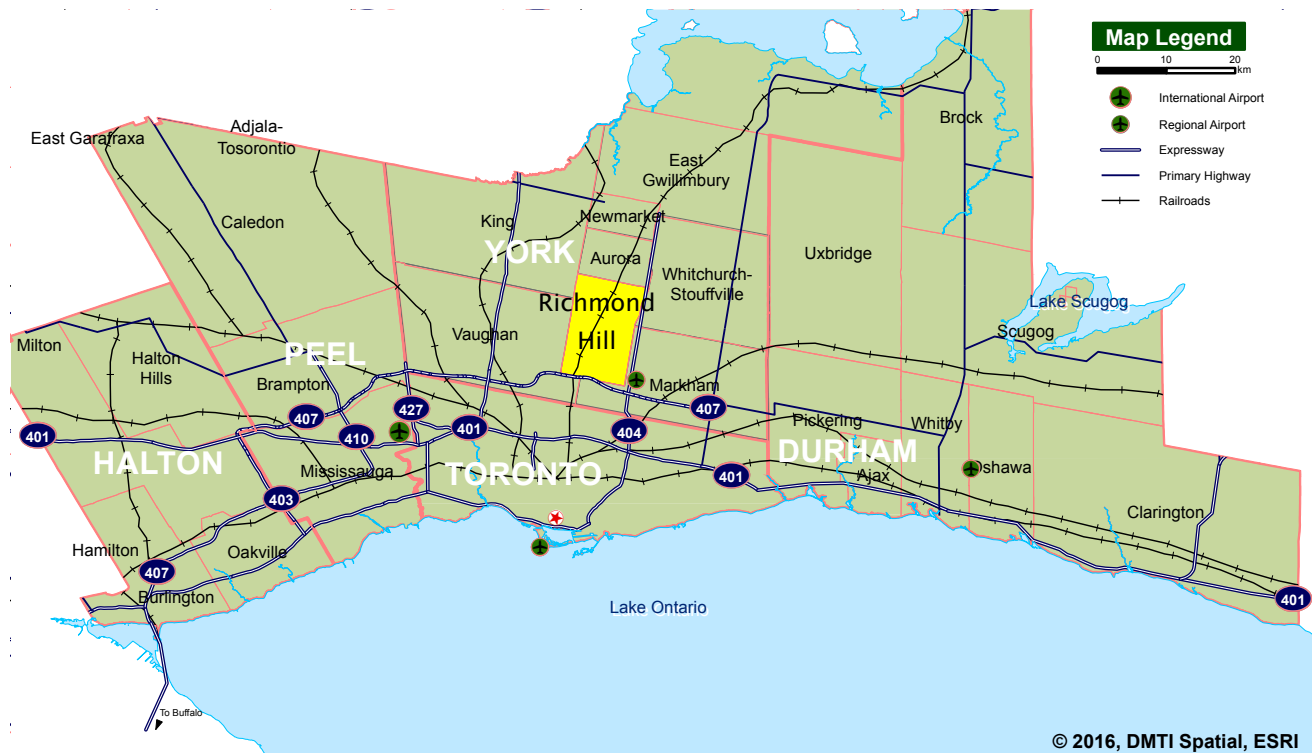 Map Legend
0 10 20
km
International Airport
Regional Airport
Expressway
Primary Highway
Railroads
East Garafraxa
Adjala-
Tosorontio
Brock
East
Gwillimbury
Caledon
King
Newmarket
YORK
Aurora
Uxbridge
Whitchurch-
Stouffville
Richmond
Hill
Lake Scugog
Scugog
Vaughan
Milton
Halton
Hills
PEEL
Brampton
Markham
407
427
407
401
410
401
404
Pickering
Whitby
HALTON
Mississauga
TORONTO
DURHAM
401
Ajax
Oshawa
403
Clarington
Hamilton
Oakville
407
Burlington
Lake Ontario
401
To Buffalo
© 2016, DMTI Spatial, ESRI